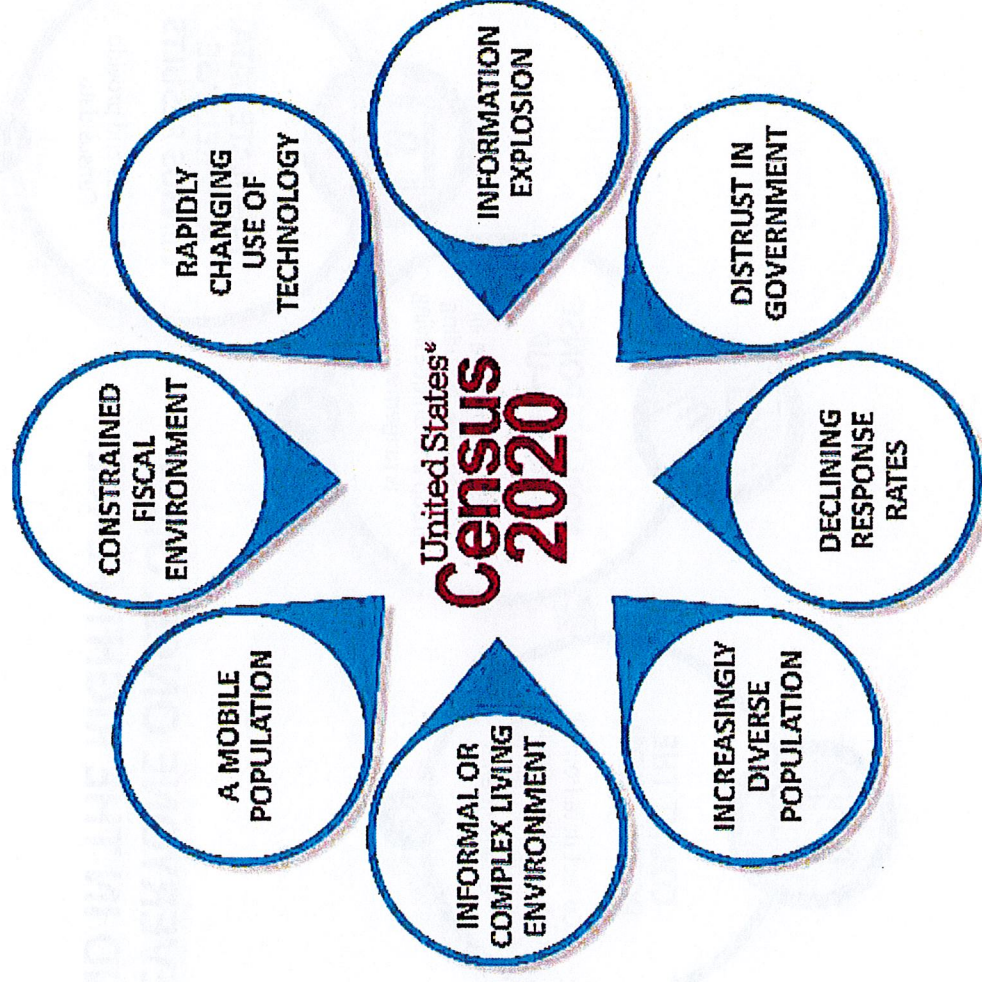 CONSTRAINED
FISCAL
ENVIRONMENT
RAPIDLY
CHANGING
USE OF
TECHNOLOGY
INFORMATION
EXPLOSION
DISTRUST IN
GOVERNMENT
DECLINING
RESPONSE
RATES
INCREASINGLY
DIVERSE
POPULATION
INFORMAL OR
COMPLEX LIVING
ENVIRONMENT
A MOBILE
POPULATION
United States®
Census
2020